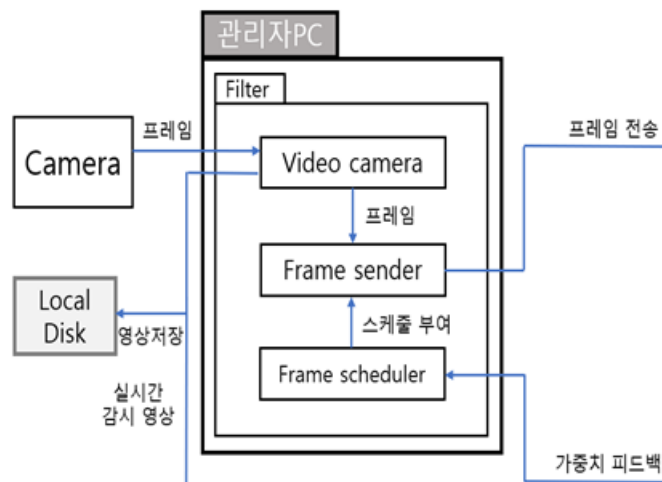 관리자PC
Filter
프레임
프레임 전송
Camera
Video camera
프레임
Frame sender
Local
Disk
영상저장
스케줄 부여
Frame scheduler
실시간
감시 영상
가중치 피드백